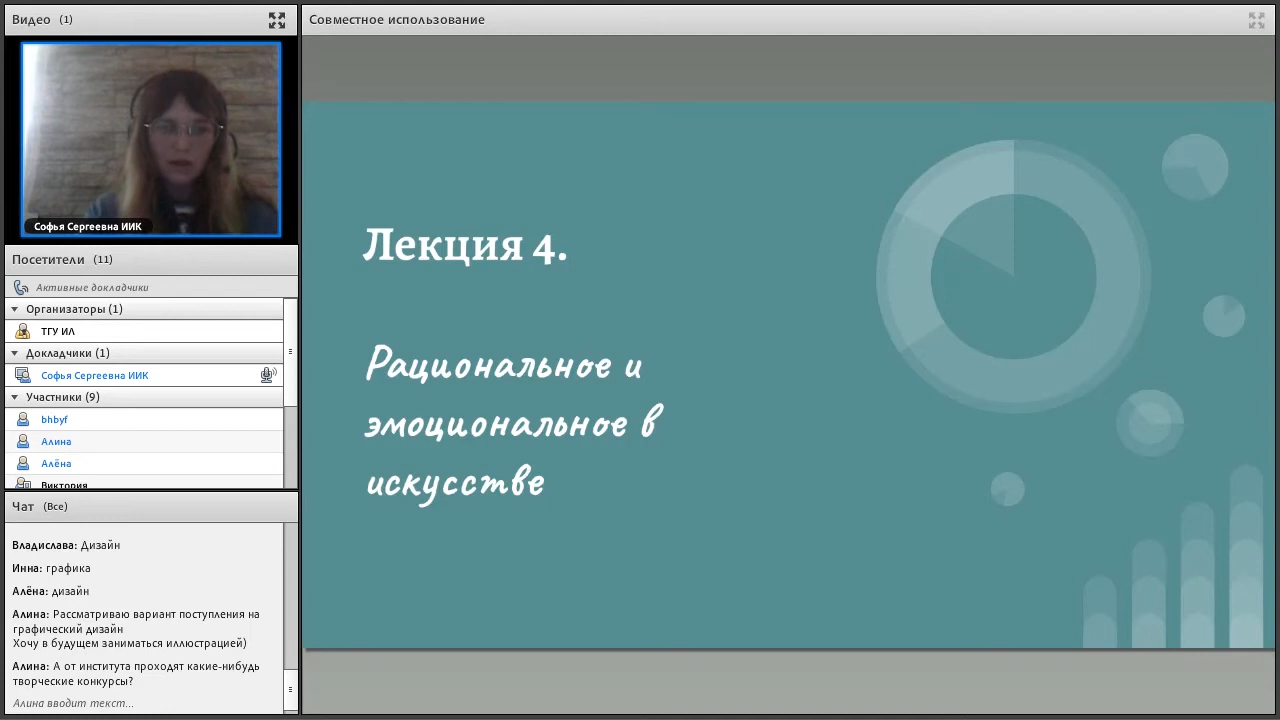 Видео (1)
Софья Сергеевна ИИК
Посетители (11)
Активные докладчики
Организаторы (1)
ТГУ ИЛ
Докладчики (1)
Софья Сергеевна ИИК
Участники (9)
bhbyf
Алина
Алёна
Виктория
Чат (Все)
Владислава: Дизайн
Инна: графика
Алёна: дизайн
Алина: Рассматриваю вариант поступления на
графический дизайн
Хочу в будущем заниматься иллюстрацией)
Алина: А от института проходят какие-нибудь
творческие конкурсы?
Алина вводит текст...
Совместное использование
Лекция 4.
Рациональное и
эмоциональное в
искусстве